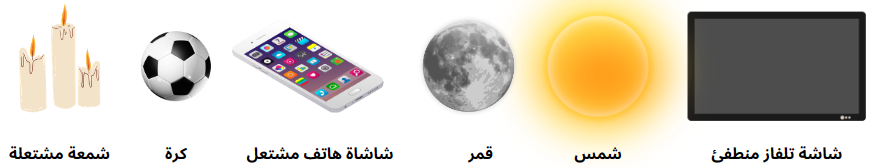 شاشة تلفاز منطفئ
شمس
قمر
شاشاة هاتف مشتعل
كرة
شمعة مشتعلة